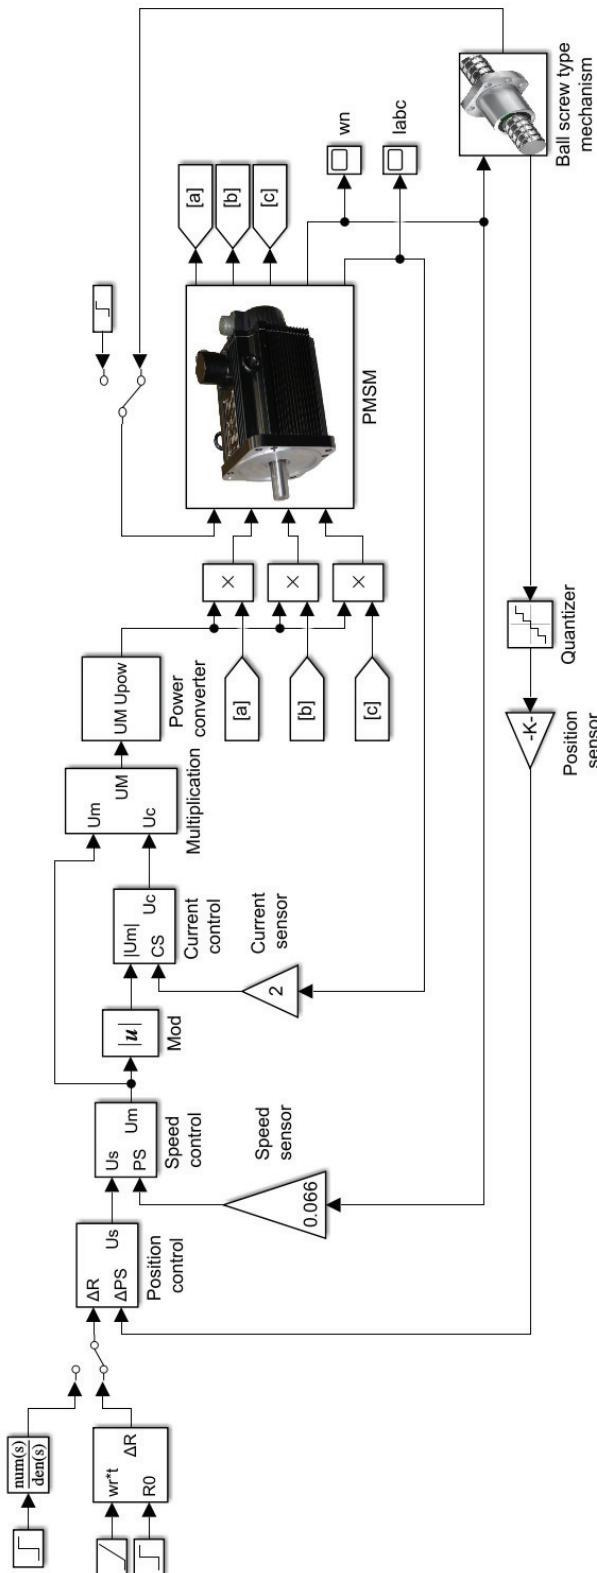 num(s)
den(s)
wr*t
ΔR
R0
ΔR
ΔPS
Us
Position
control
Us
PS
Um
Speed
control
0.066
Speed
sensor
|u|
Mod
|Um|
CS
Uc
Current
control
2
Current
sensor
Um
UM
Uc
Multiplication
UM Upow
Power
converter
[a]
[b]
[c]
×
×
×
PMSM
[a]
[b]
[c]
wn
Iabc
Ball screw type
mechanism
Quantizer
-K-
Position
sensor